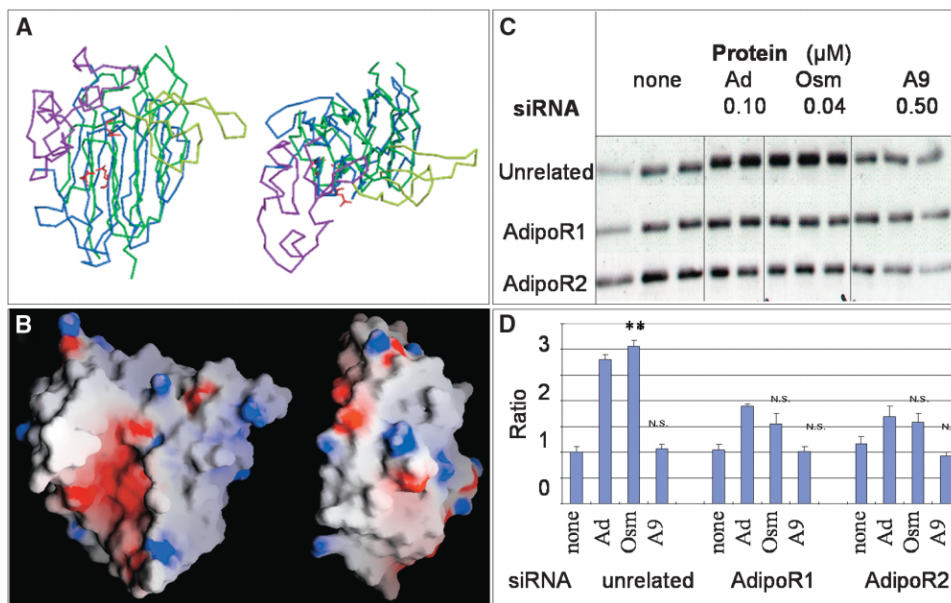 A
B
C
Protein (µM)
none Ad Osm A9
siRNA 0.10 0.04 0.50
Unrelated
AdipoR1
AdipoR2
D
3
2
1
0
Ratio
**
N.S.
N.S.
N.S.
N.S.
N.
none Ad Osm A9 none Ad Osm A9 none Ad Osm A9
siRNA unrelated AdipoR1 AdipoR2